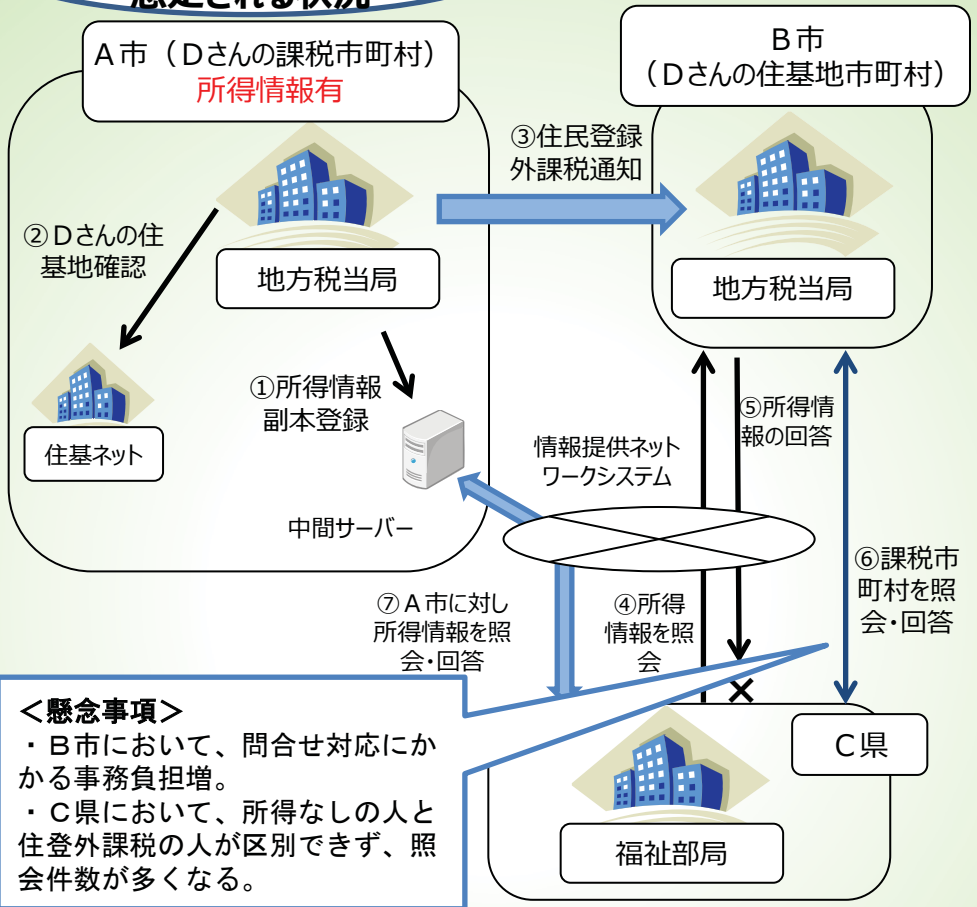 想定される状況
A市（Dさんの課税市町村）
所得情報有
B市
（Dさんの住基地市町村）
③住民登録
外課税通知
②Dさんの住
基地確認
地方税当局
地方税当局
①所得情報
副本登録
住基ネット
中間サーバー
情報提供ネット
ワークシステム
⑤所得情
報の回答
⑥課税市
町村を照
会・回答
⑦A市に対し
所得情報を照
会・回答
④所得
情報を照
会
×
＜懸念事項＞
・B市において、問合せ対応にか
かる事務負担増。
・C県において、所得なしの人と
住登外課税の人が区別できず、照
会件数が多くなる。
C県
福祉部局